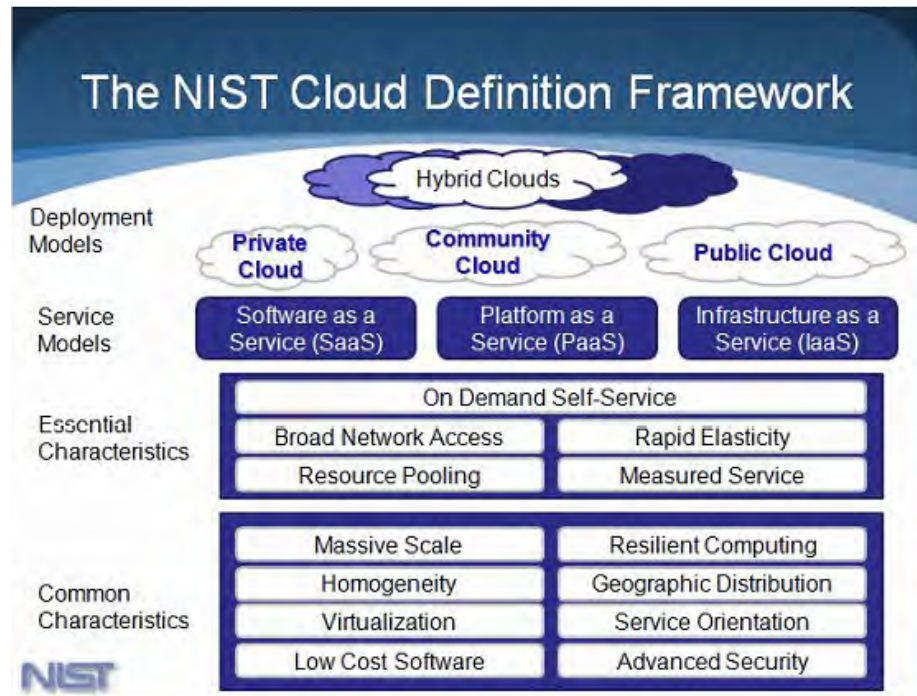 The NIST Cloud Definition Framework
Hybrid Clouds
Deployment
Models
Private
Cloud
Community
Cloud
Public Cloud
Service
Models
Software as a
Service (SaaS)
Platform as a
Service (PaaS)
Infrastructure as a
Service (IaaS)
Essential
Characteristics
On Demand Self-Service
Broad Network Access
Rapid Elasticity
Resource Pooling
Measured Service
Common
Characteristics
Massive Scale
Resilient Computing
Homogeneity
Geographic Distribution
Virtualization
Service Orientation
Low Cost Software
Advanced Security
NIST